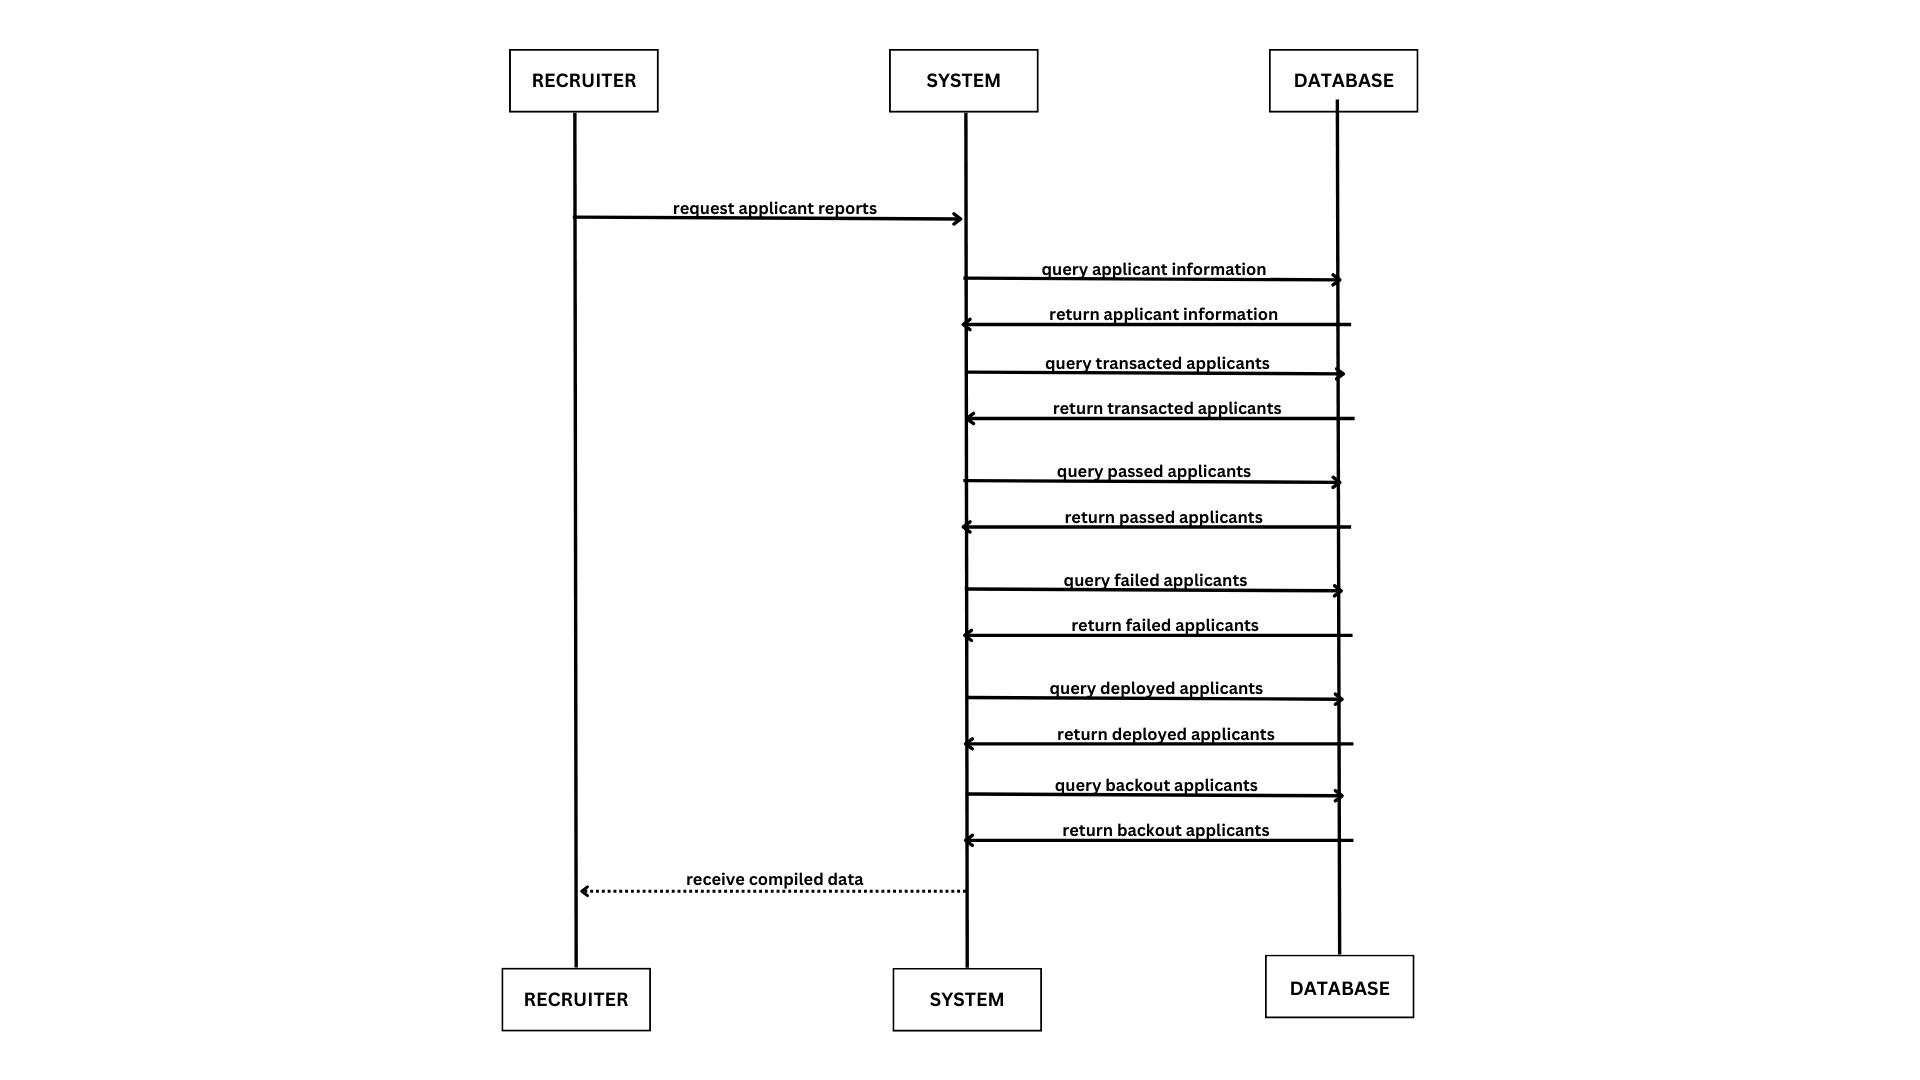 RECRUITER
SYSTEM
DATABASE
request applicant reports
query applicant information
return applicant information
query transacted applicants
return transacted applicants
query passed applicants
return passed applicants
query failed applicants
return failed applicants
query deployed applicants
return deployed applicants
query backout applicants
return backout applicants
receive compiled data
RECRUITER
SYSTEM
DATABASE